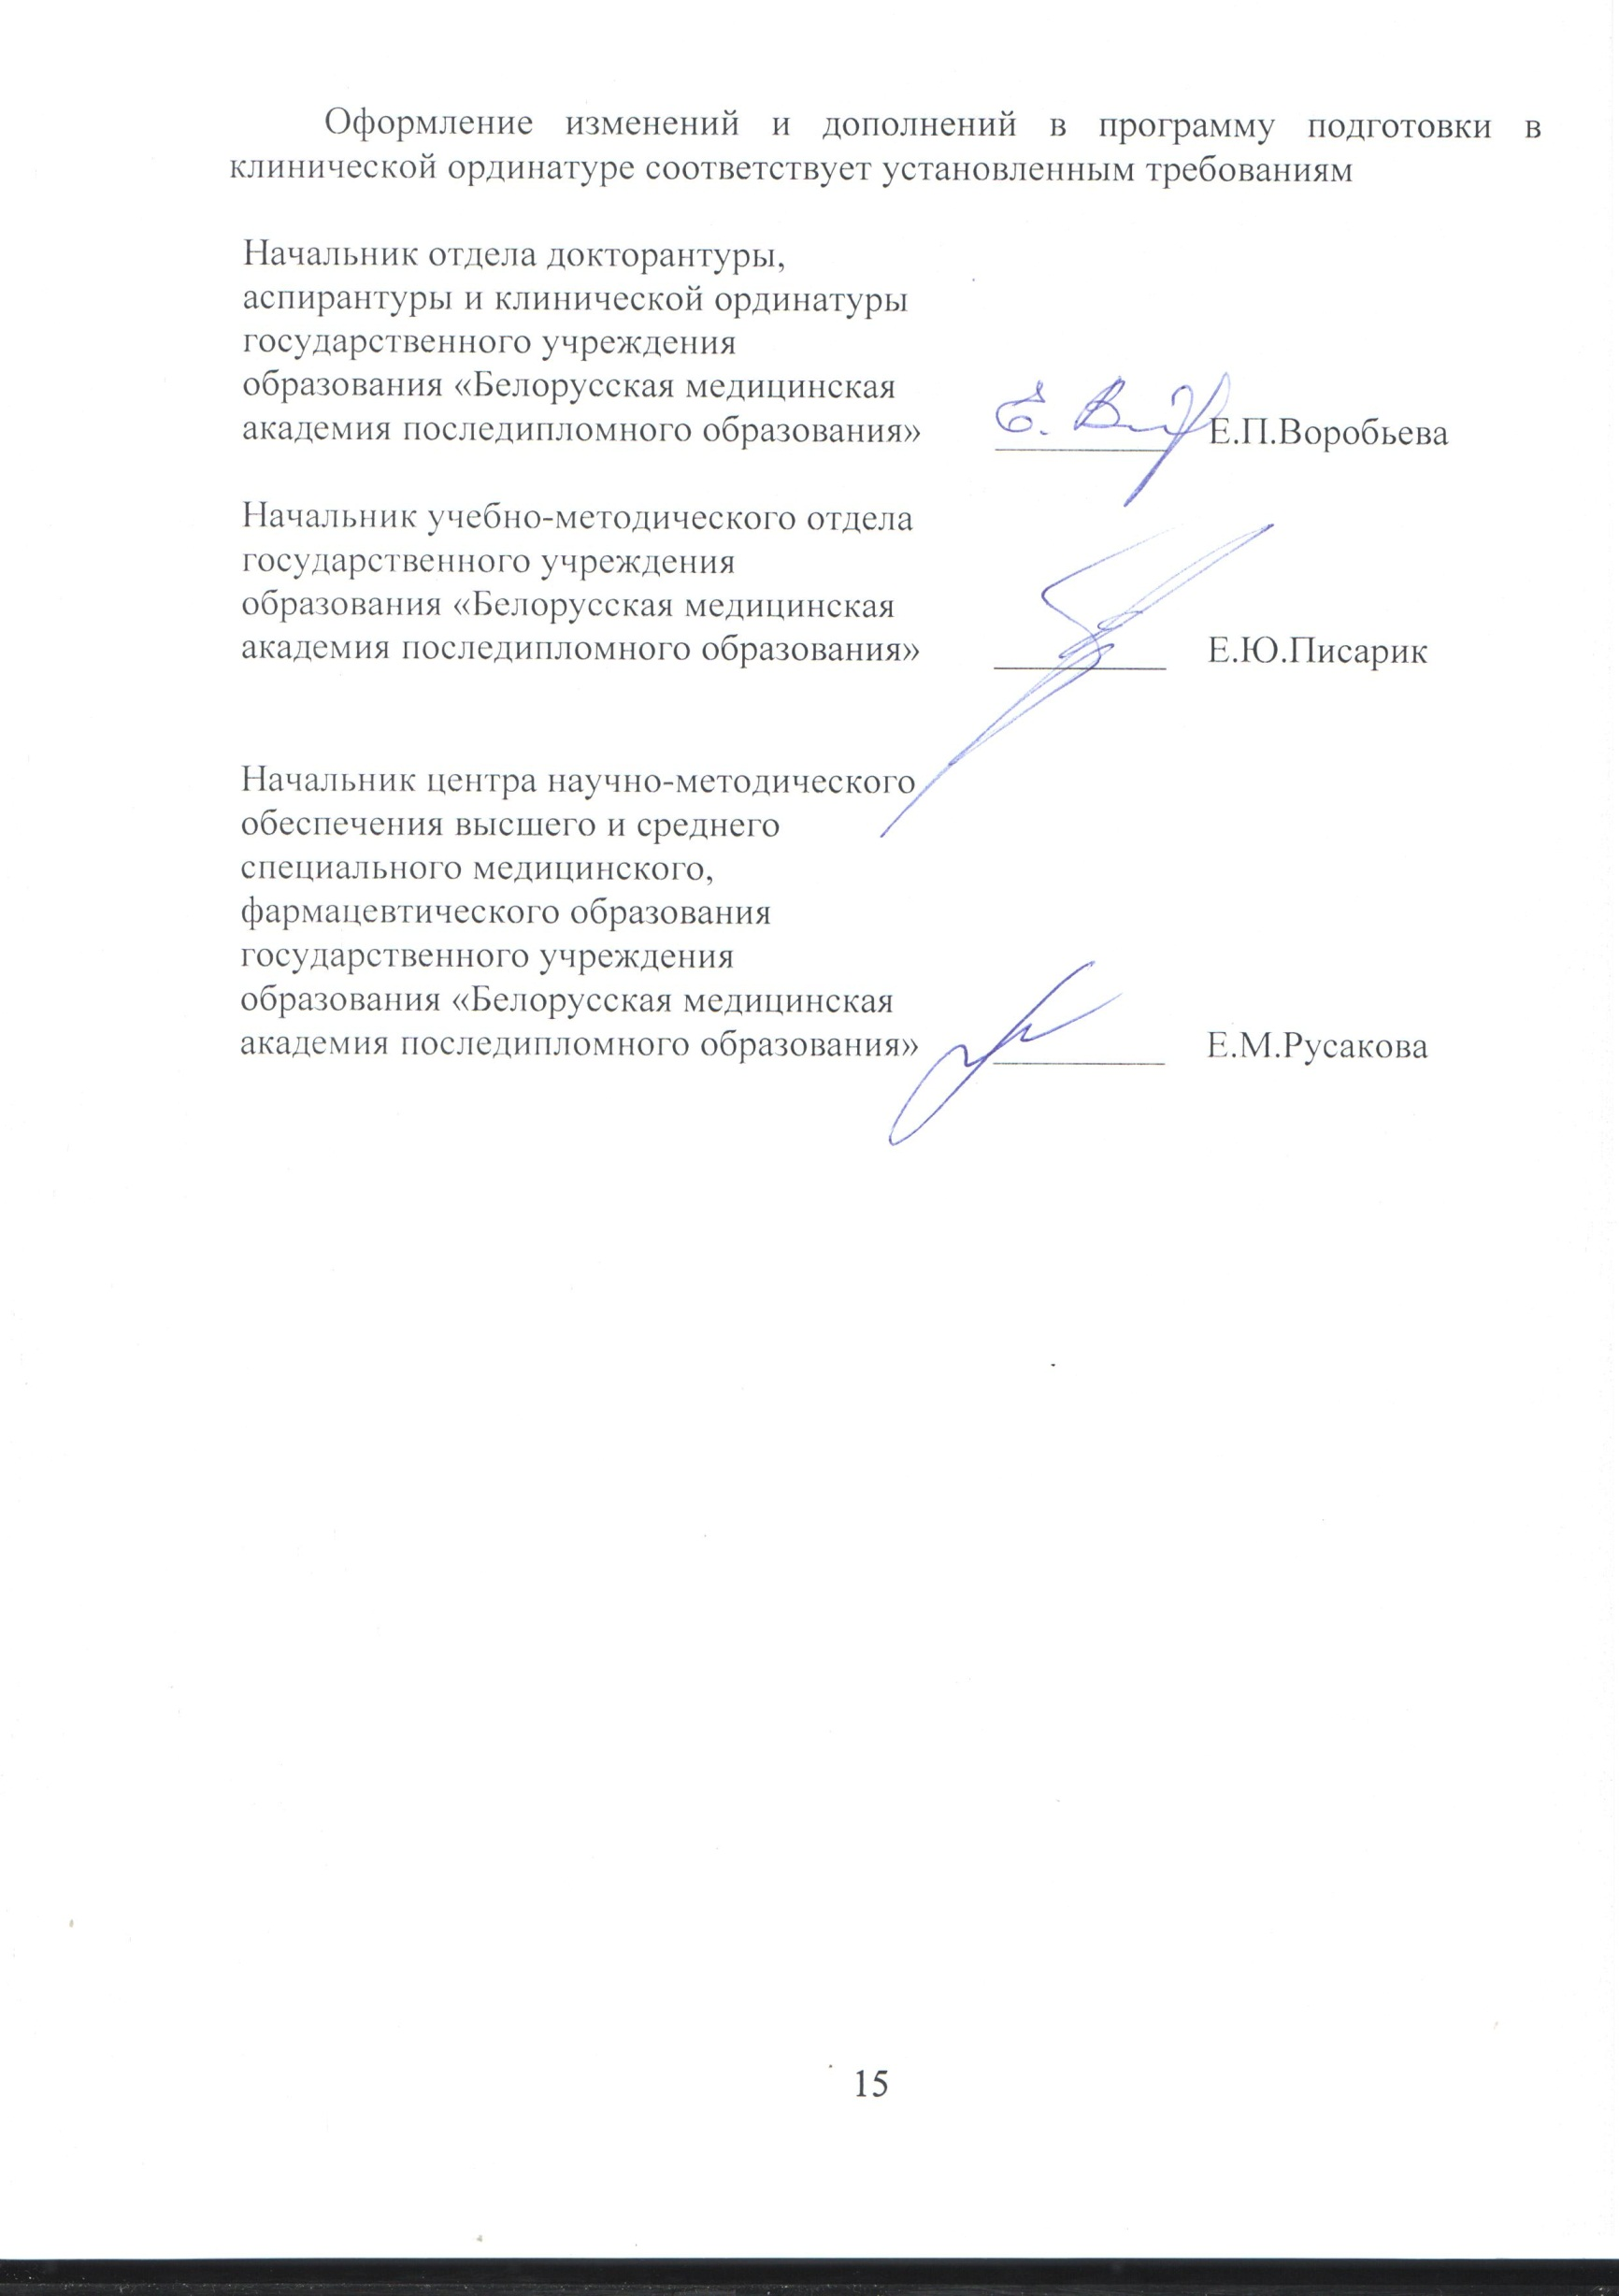 Оформление изменений и дополнений в программу подготовки в
клинической ординатуре соответствует установленным требованиям
Начальник отдела докторантуры,
аспирантуры и клинической ординатуры
государственного учреждения
образования «Белорусская медицинская
академия последипломного образования» Е.П.Воробьева
Начальник учебно-методического отдела
государственного учреждения
образования «Белорусская медицинская
академия последипломного образования» Е.Ю.Писарик
Начальник центра научно-методического
обеспечения высшего и среднего
специального медицинского,
фармацевтического образования
государственного учреждения
образования «Белорусская медицинская
академия последипломного образования» Е.М.Русакова
15